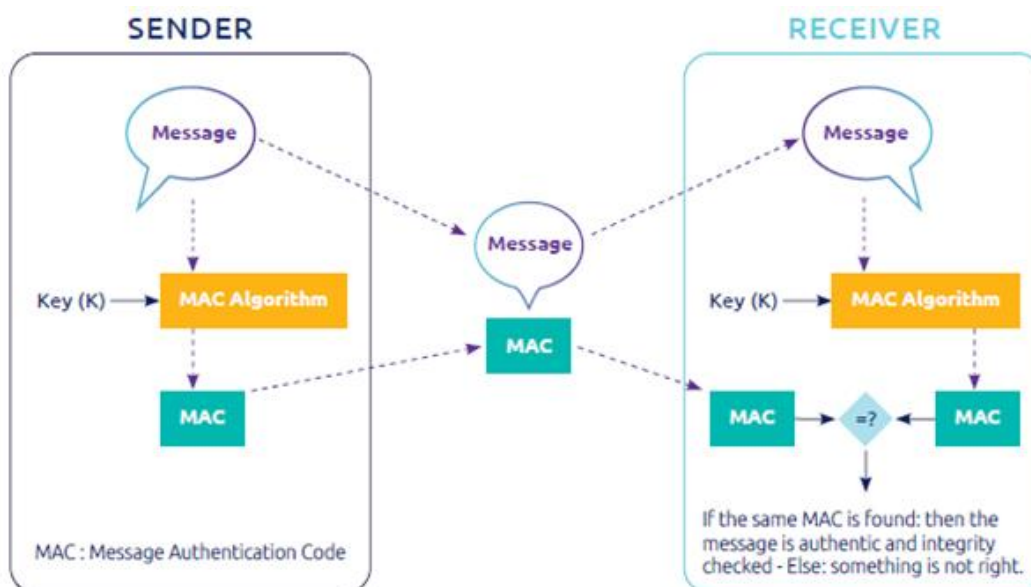 SENDER
RECEIVER
Message
Message
Message
Key (K)
MAC Algorithm
Key (K)
MAC Algorithm
MAC
MAC
MAC
=?
MAC
If the same MAC is found: then the
message is authentic and integrity
checked - Else: something is not right.
MAC : Message Authentication Code